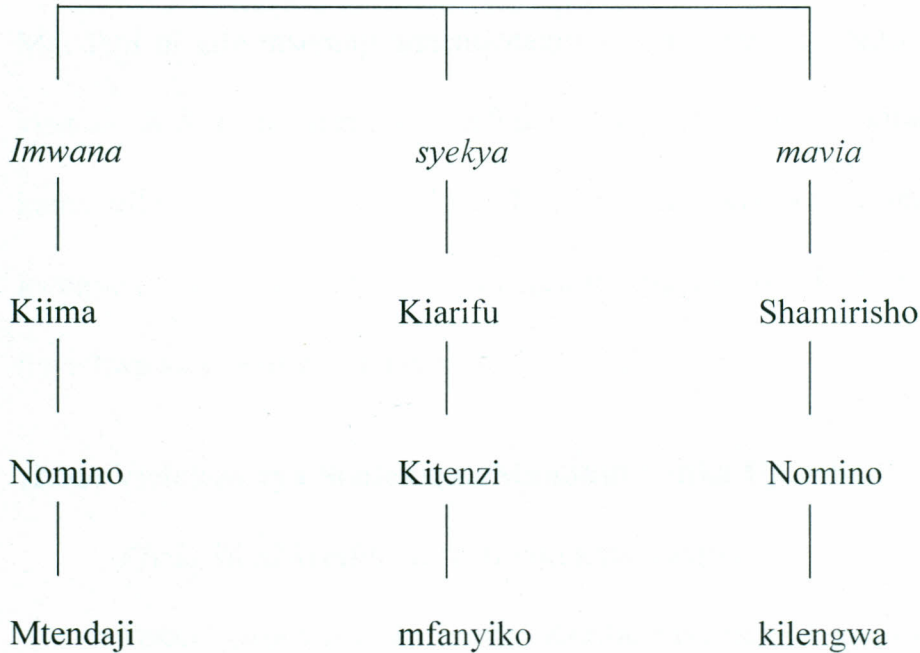 Imwana syekya mavia
Kiima Kiarifu Shamirisho
Nomino Kitenzi Nomino
Mtendaji mfanyiko kilengwa